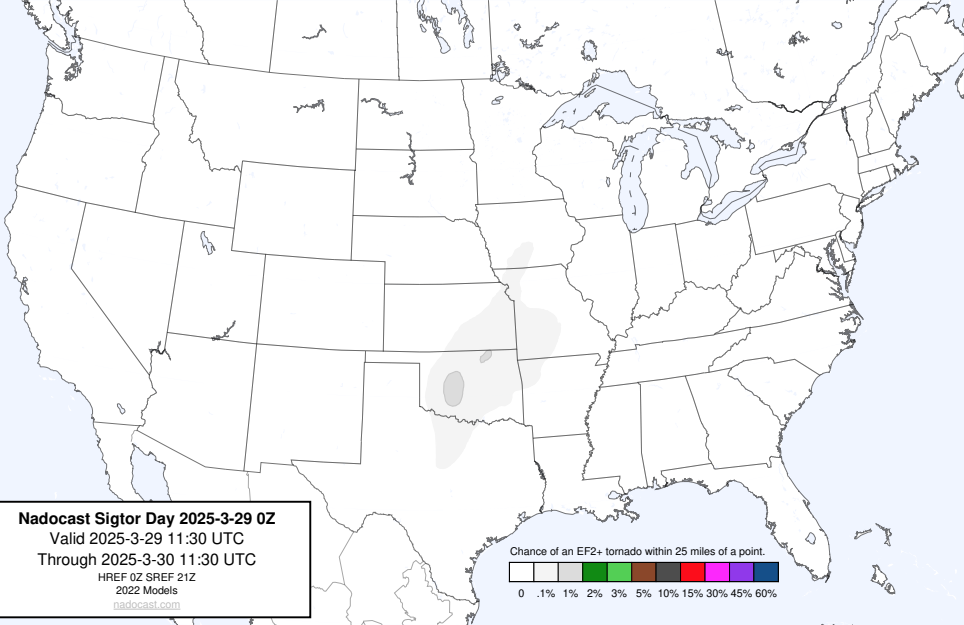 Nadocast Sigtor Day 2025-3-29 0Z
Valid 2025-3-29 11:30 UTC
Through 2025-3-30 11:30 UTC
HREF 0Z SREF 21Z
2022 Models
nadocast.com
Chance of an EF2+ tornado within 25 miles of a point.
0 .1% 1% 2% 3% 5% 10% 15% 30% 45% 60%